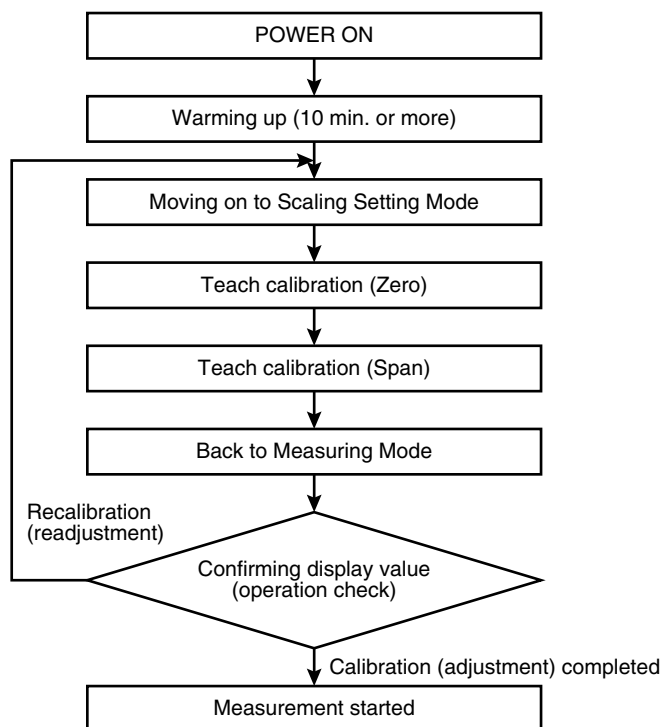 POWER ON
Warming up (10 min. or more)
Moving on to Scaling Setting Mode
Teach calibration (Zero)
Teach calibration (Span)
Back to Measuring Mode
Recalibration
(readjustment)
Confirming display value
(operation check)
Calibration (adjustment) completed
Measurement started